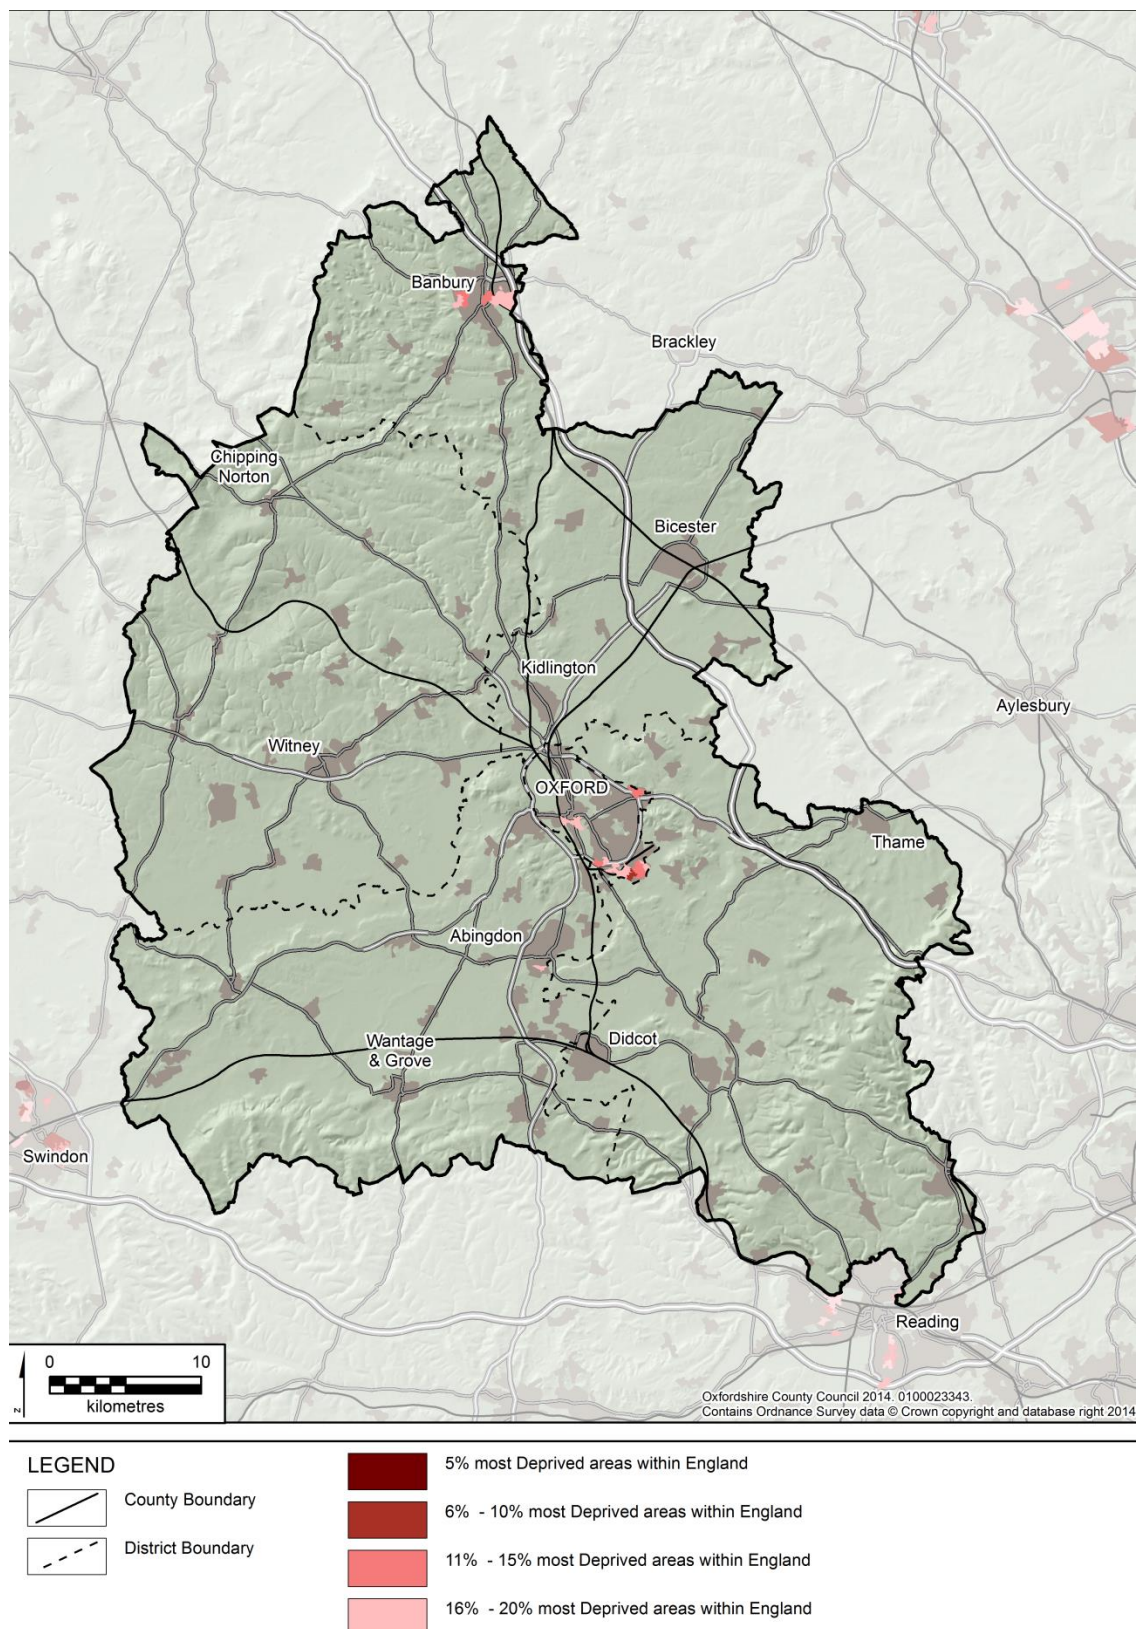 Banbury
Brackley
Chipping
Norton
Bicester
Kidlington
Aylesbury
Witney
OXFORD
Thame
Abingdon
Wantage
& Grove
Didcot
Swindon
Reading
0 10
kilometres
N
Oxfordshire County Council 2014. 0100023343.
Contains Ordnance Survey data © Crown copyright and database right 2014
LEGEND
County Boundary
District Boundary
5% most Deprived areas within England
6% - 10% most Deprived areas within England
11% - 15% most Deprived areas within England
16% - 20% most Deprived areas within England